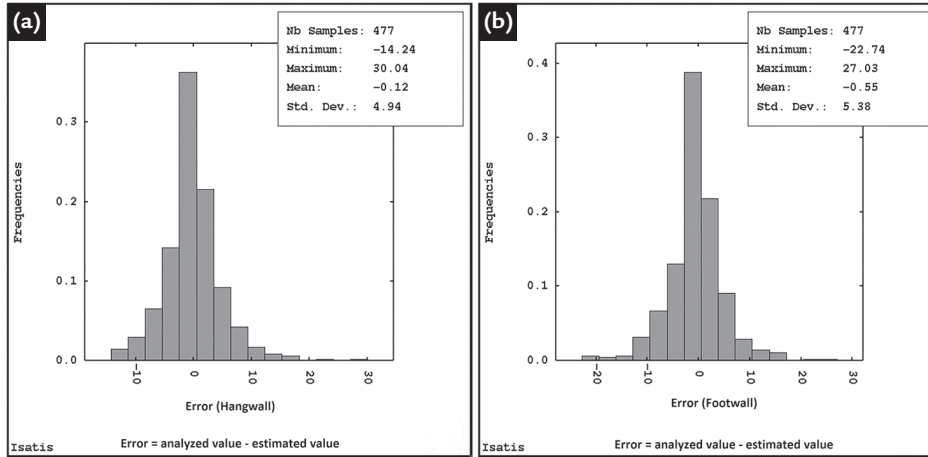 (a)
Nb Samples: 477
Minimum: -14.24
Maximum: 30.04
Mean: -0.12
Std. Dev.: 4.94
Frequencies
0.3
0.2
0.1
0.0
-10
0
10
20
30
Error (Hangwall)
Isatis
Error = analyzed value - estimated value
(b)
Nb Samples: 477
Minimum: -22.74
Maximum: 27.03
Mean: -0.55
Std. Dev.: 5.38
Frequencies
0.4
0.3
0.2
0.1
0.0
-20
-10
0
10
20
30
Error (Footwall)
Isatis
Error = analyzed value - estimated value